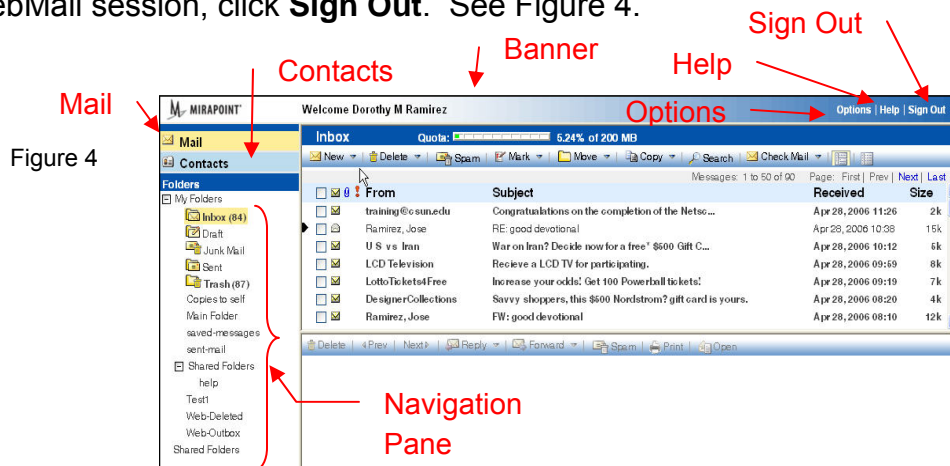 ebMail session, click Sign Out. See Figure 4.
Sign Out
Banner
Help
Contacts
Mail
Options
MIRAPOINT
Welcome Dorothy M Ramirez
Options | Help | Sign Out
Figure 4
Mail
Contacts
Inbox Quota: 5.24% of 200 MB
New Delete Spam Mark Move Copy Search Check Mail
Messages: 1 to 50 of 90 Page: First | Prev | Next | Last
From Subject Received Size
training@csun.edu Congratualations on the completion of the Netsc... Apr 28, 2006 11:26 2k
Ramirez, Jose RE: good devotional Apr 28, 2006 10:38 15k
U S vs Iran War on Iran? Decide now for a free* $500 Gift C... Apr 28, 2006 10:12 5k
LCD Television Recieve a LCD TV for participating. Apr 28, 2006 09:59 8k
LottoTickets4Free Increase your odds! Get 100 Powerball tickets! Apr 28, 2006 09:19 7k
DesignerCollections Savvy shoppers, this $500 Nordstrom? gift card is yours. Apr 28, 2006 08:20 4k
Ramirez, Jose FW: good devotional Apr 28, 2006 08:10 12k
Delete | Prev | Next | Reply | Forward | Spam | Print | Open
Folders
My Folders
Inbox (84)
Draft
Junk Mail
Sent
Trash (87)
Copies to self
Main Folder
saved-messages
sent-mail
Shared Folders
help
Test1
Web-Deleted
Web-Outbox
Shared Folders
Navigation
Pane